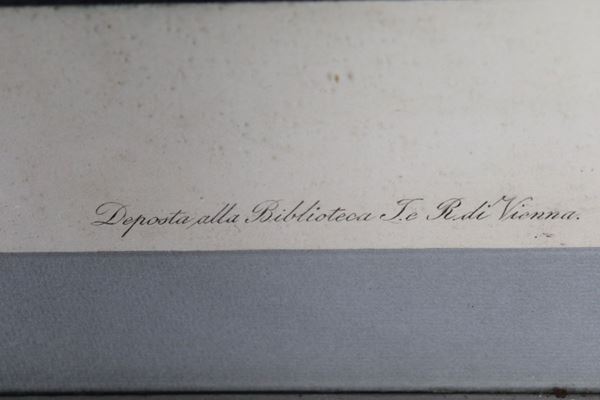 Deposta alla Biblioteca I. e R. di Vienna.